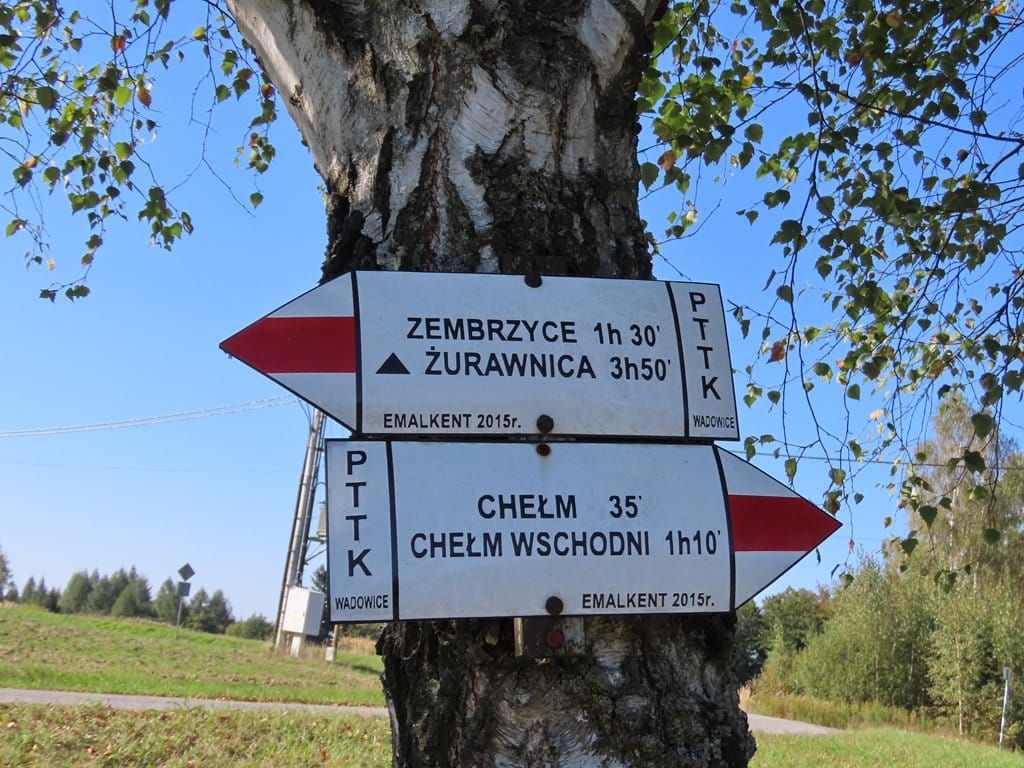 ZEMBRZYCE 1h 30'
ŻURAWNICA 3h50'
EMALKENT 2015r.
PTTK
WADOWICE
PTTK
WADOWICE
CHEŁM 35'
CHEŁM WSCHODNI 1h10'
EMALKENT 2015r.